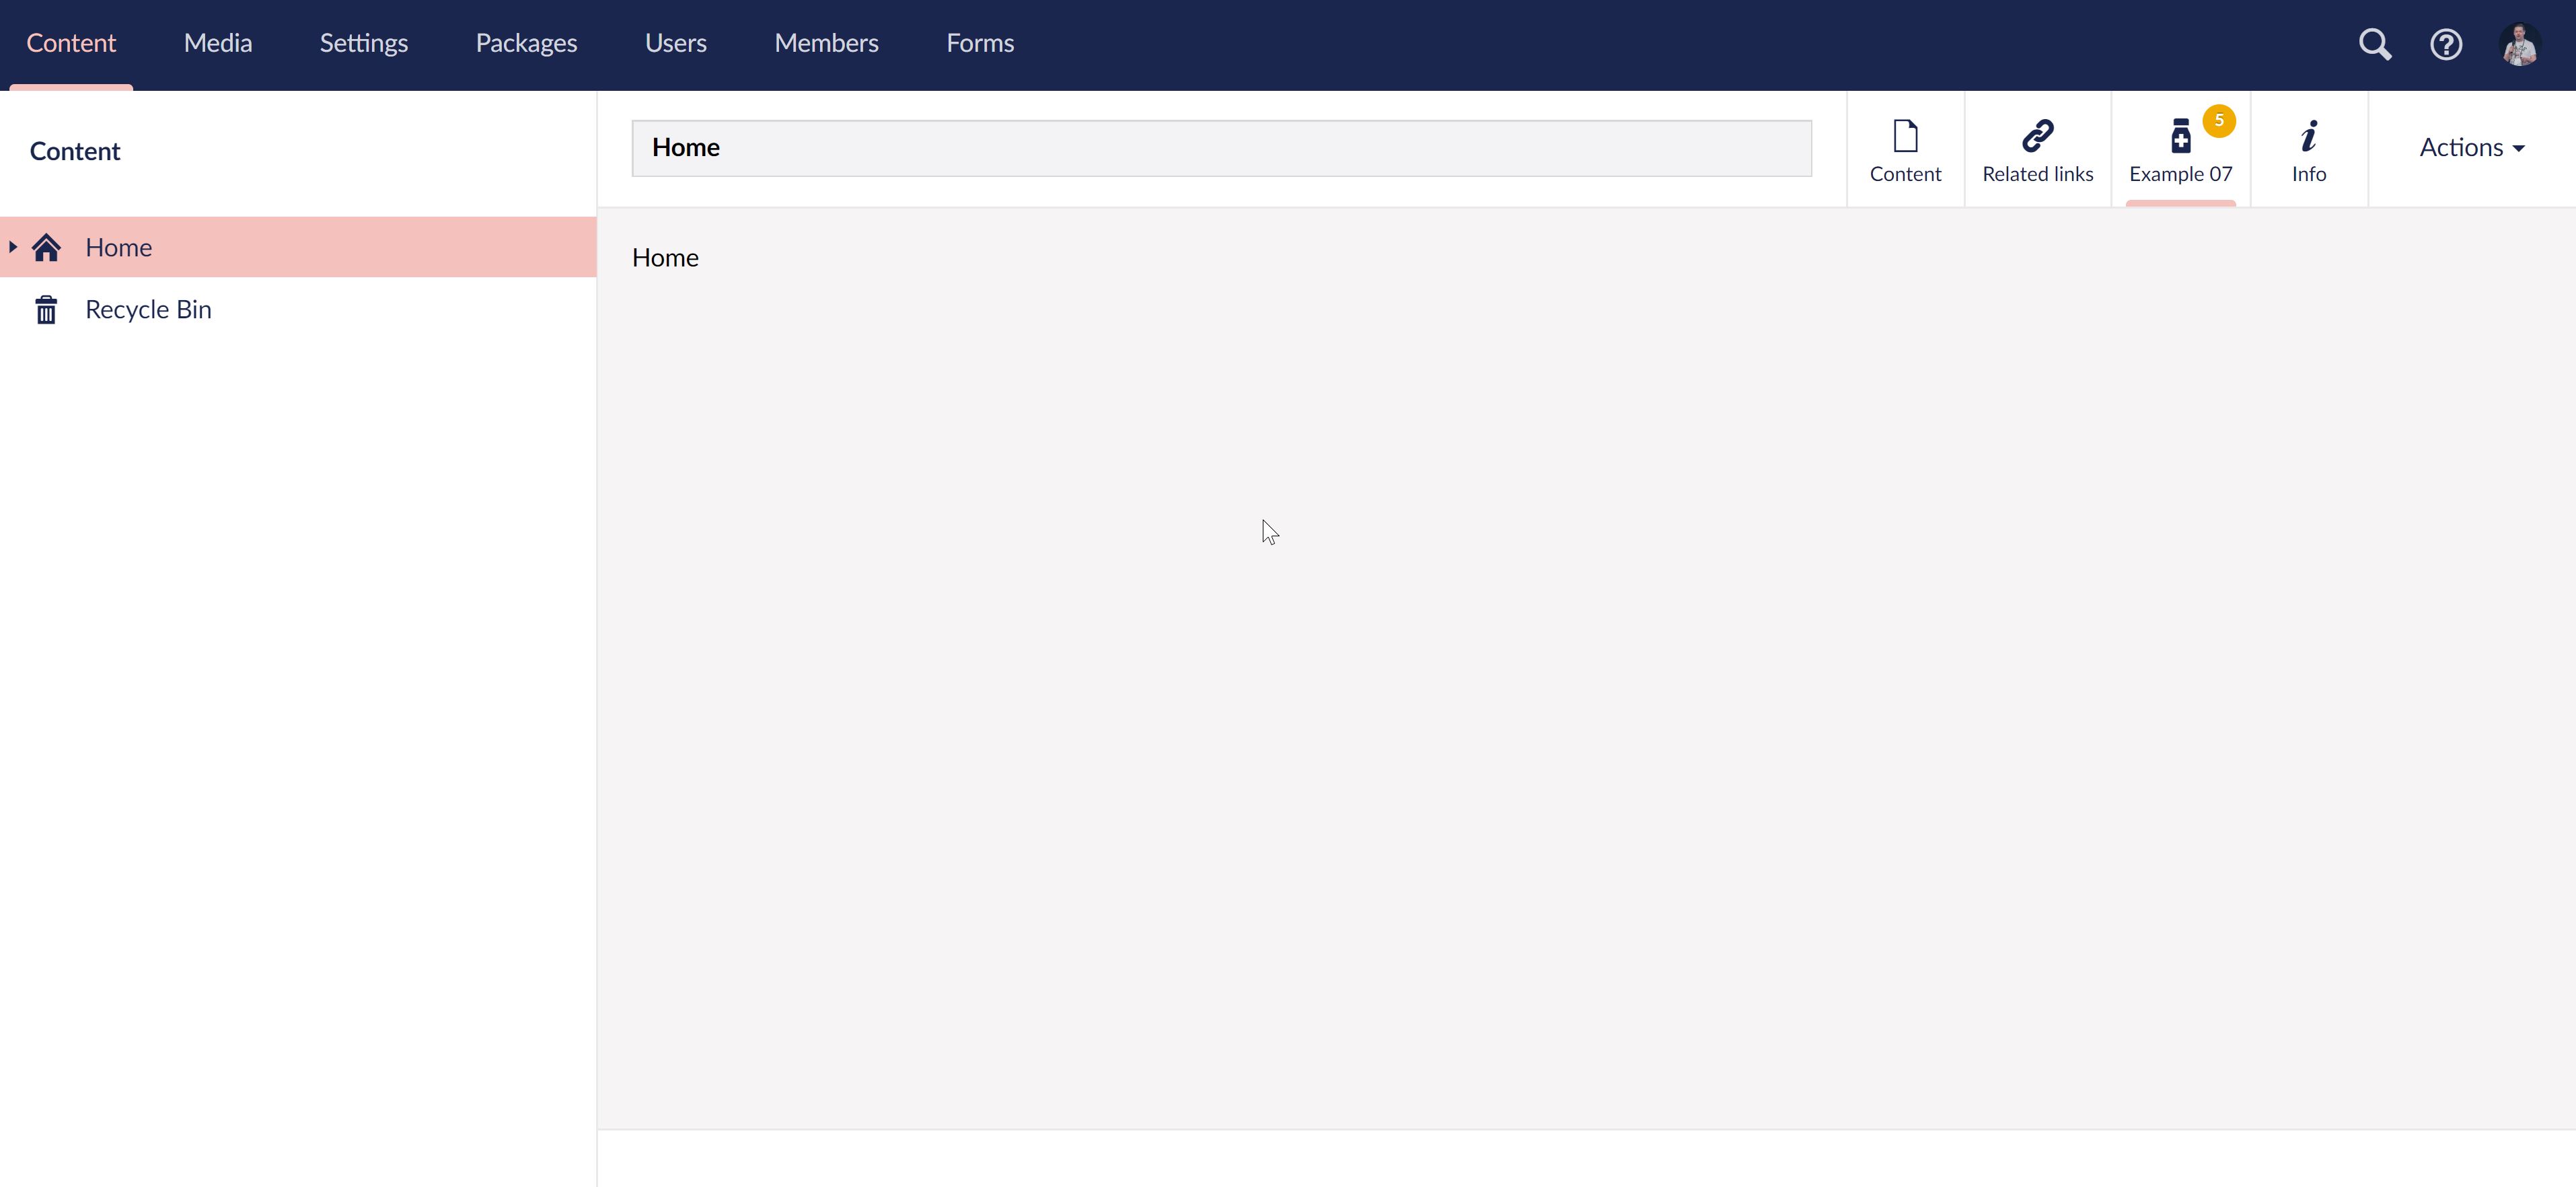 Content Media Settings Packages Users Members Forms
Content
Home
Recycle Bin
Home
Content
Related links
5
Example 07
Info
Actions
Home